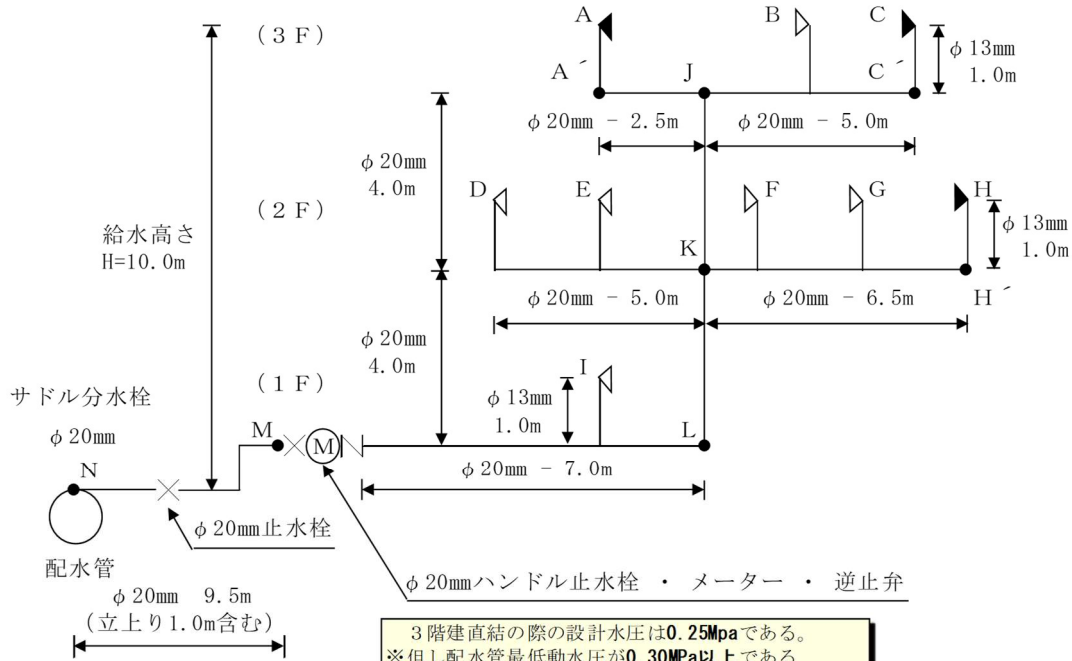 A
B
C
(3F)
φ13mm
1.0m
A´
J
C´
φ20mm - 2.5m
φ20mm - 5.0m
φ20mm
4.0m
D
E
F
G
H
(2F)
φ13mm
1.0m
給水高さ
H=10.0m
K
φ20mm - 5.0m
φ20mm - 6.5m
H´
φ20mm
4.0m
(1F)
I
サドル分水栓
φ13mm
1.0m
φ20mm
M
M
L
N
φ20mm - 7.0m
φ20mm止水栓
配水管
φ20mmハンドル止水栓 ・ メーター ・ 逆止弁
φ20mm 9.5m
(立上り1.0m含む)
3階建直結の際の設計水圧は0.25Mpaである。
※但し配水管最低動水圧が0.30MPa以上である